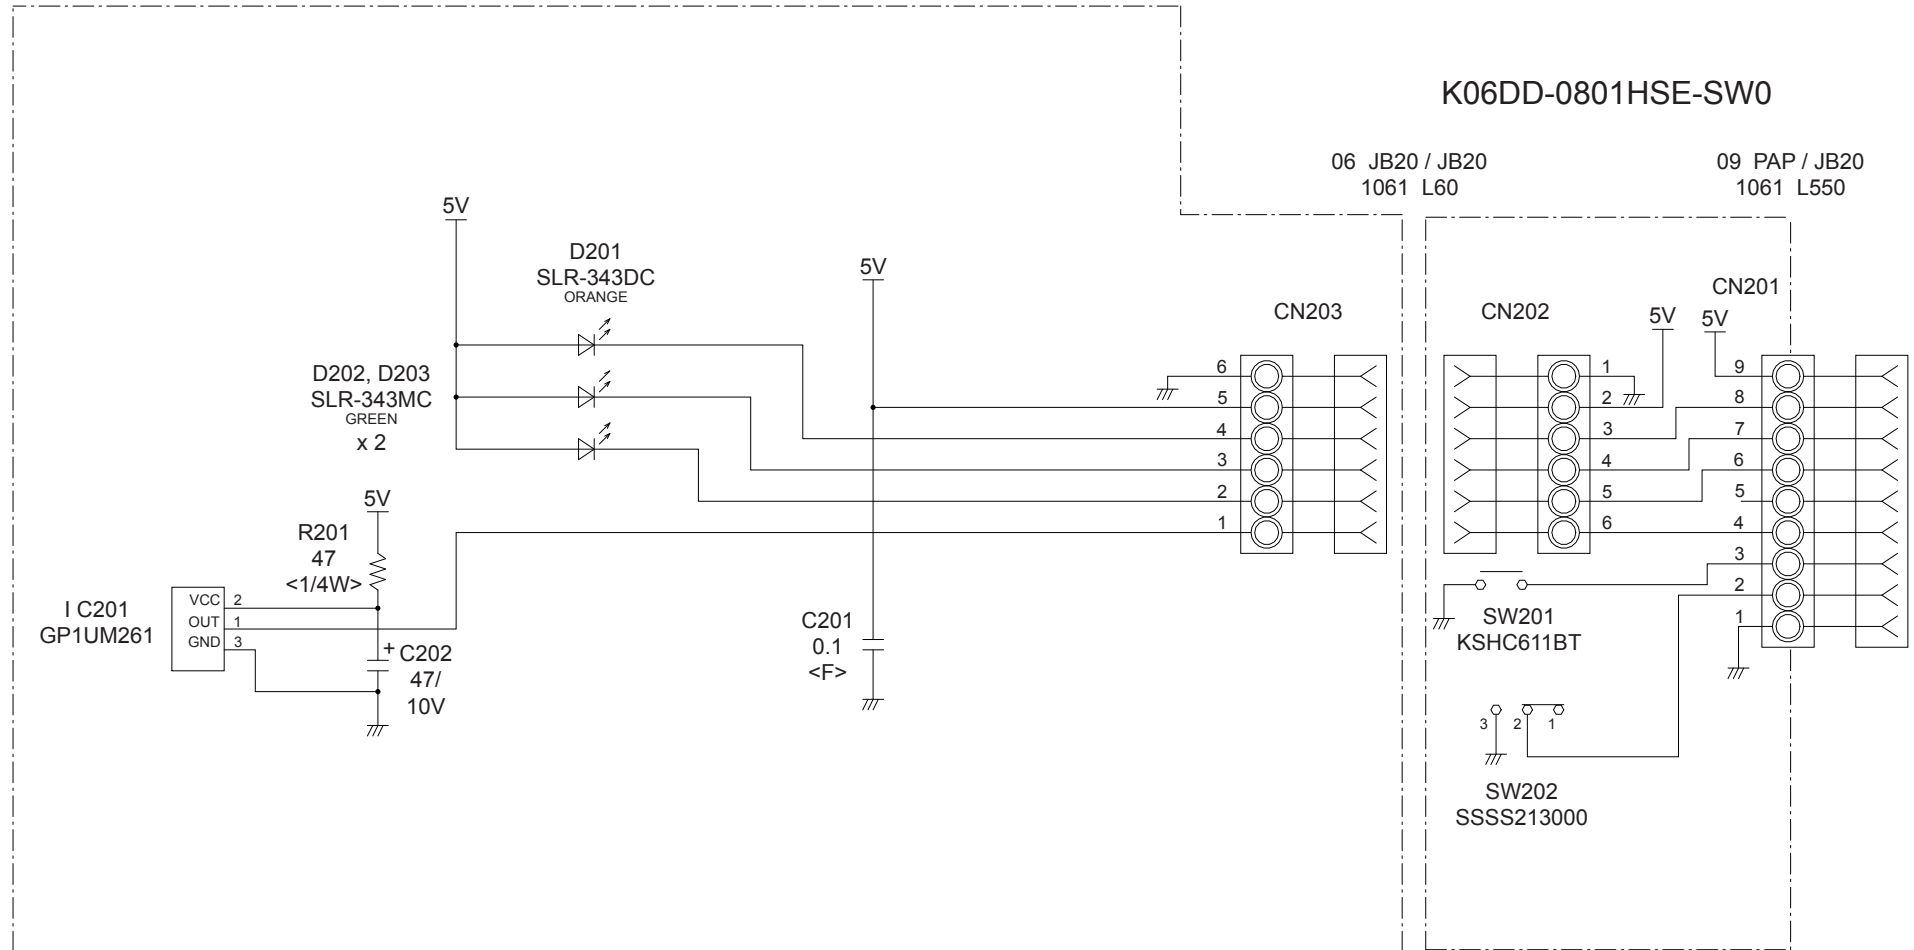 K06DD-0801HSE-SW0
06 JB20 / JB20
1061 L60
09 PAP / JB20
1061 L550
5V
D201
SLR-343DC
ORANGE
5V
CN203
CN202
CN201
5V
5V
D202, D203
SLR-343MC
GREEN
x 2
6
5
4
3
2
1
1
2
3
4
5
6
9
8
7
6
5
4
3
2
1
5V
R201
47
<1/4W>
I C201
GP1UM261
VCC
OUT
GND
2
1
3
+
C202
47/
10V
C201
0.1
<F>
SW201
KSHC611BT
3
2
1
SW202
SSSS213000